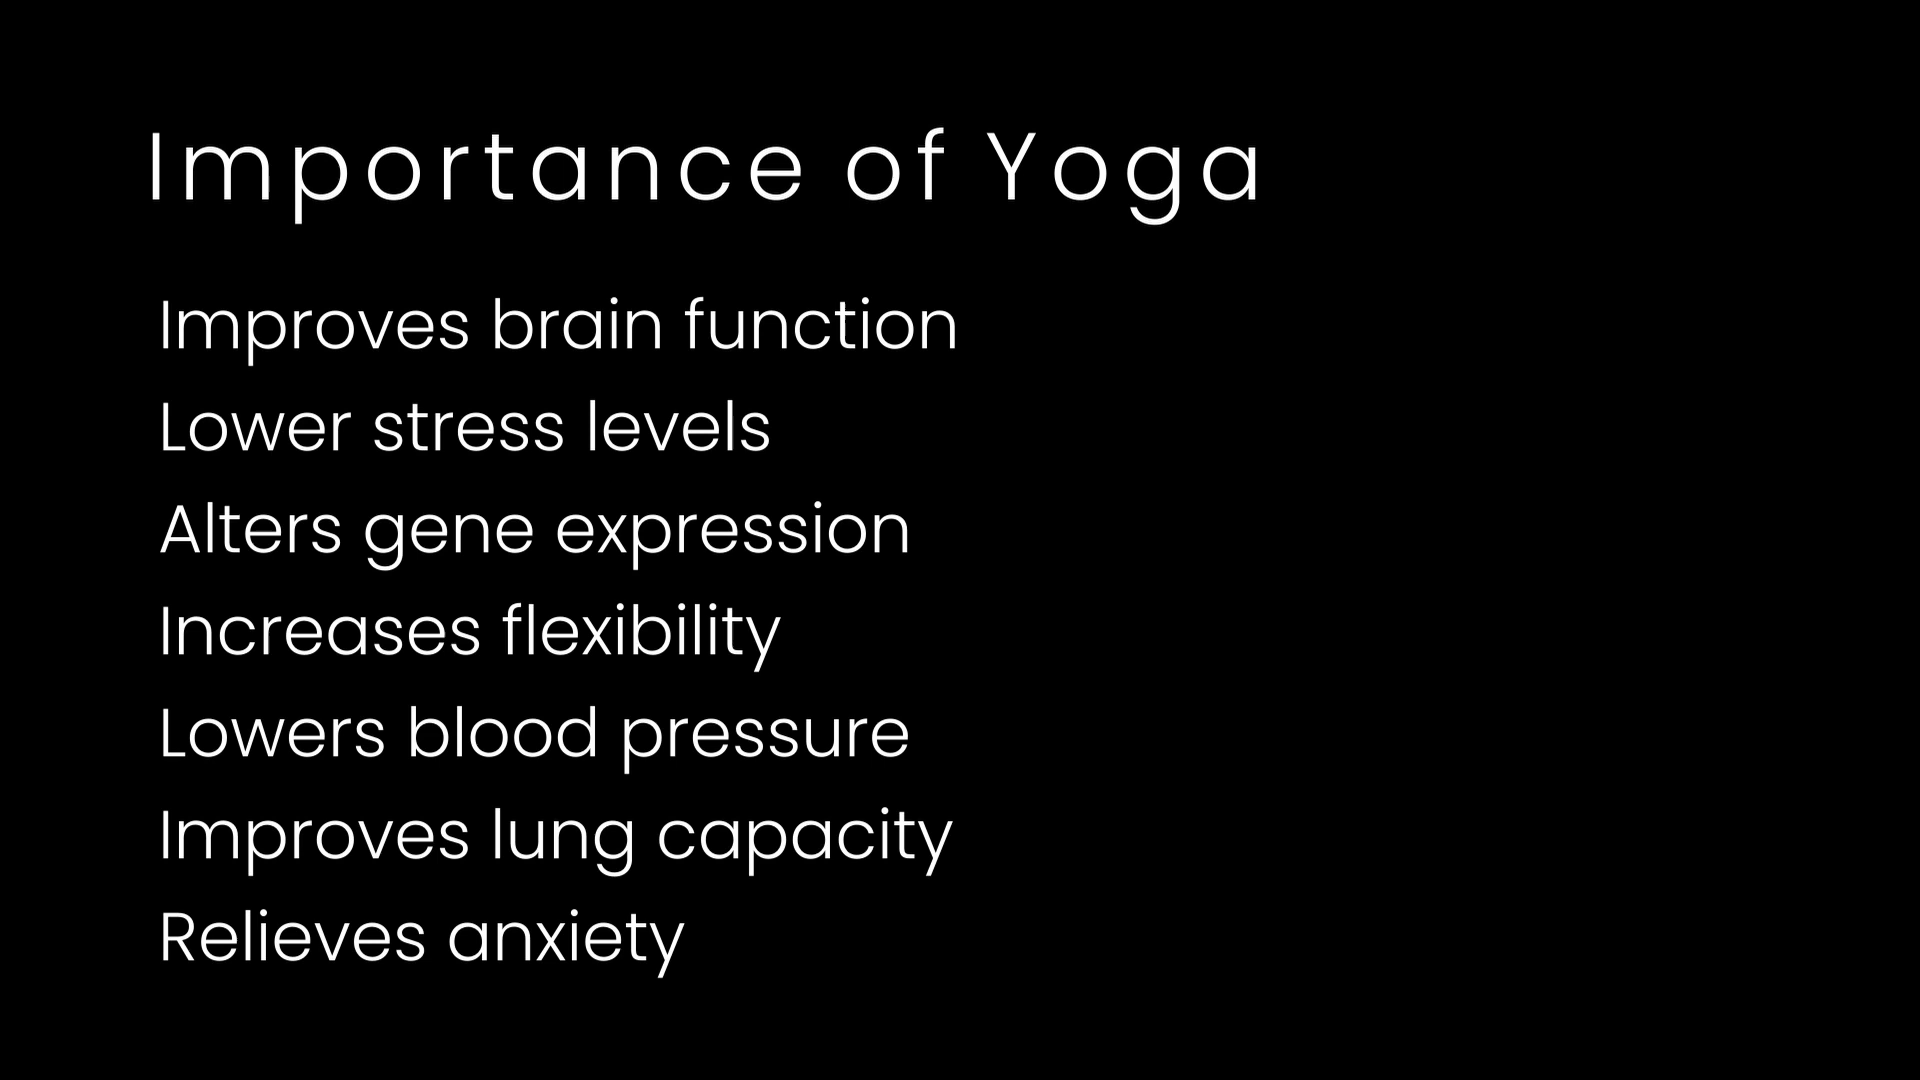 Importance of Yoga
Improves brain function
Lower stress levels
Alters gene expression
Increases flexibility
Lowers blood pressure
Improves lung capacity
Relieves anxiety